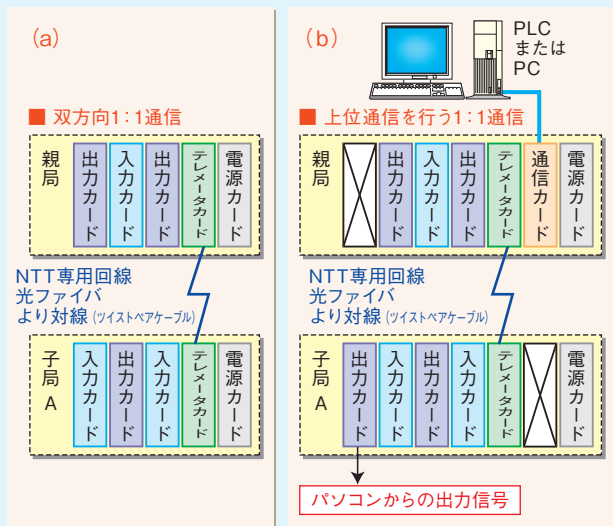 (a)
■ 双方向1:1通信
親局
出力カード
入力カード
出力カード
テレメータカード
電源カード
NTT専用回線
光ファイバ
より対線 (ツイストペアケーブル)
子局
A
入力カード
出力カード
入力カード
テレメータカード
電源カード
(b)
PLC
または
PC
■ 上位通信を行う1:1通信
親局
出力カード
入力カード
出力カード
テレメータカード
通信カード
電源カード
NTT専用回線
光ファイバ
より対線 (ツイストペアケーブル)
子局
A
出力カード
入力カード
出力カード
入力カード
テレメータカード
電源カード
パソコンからの出力信号